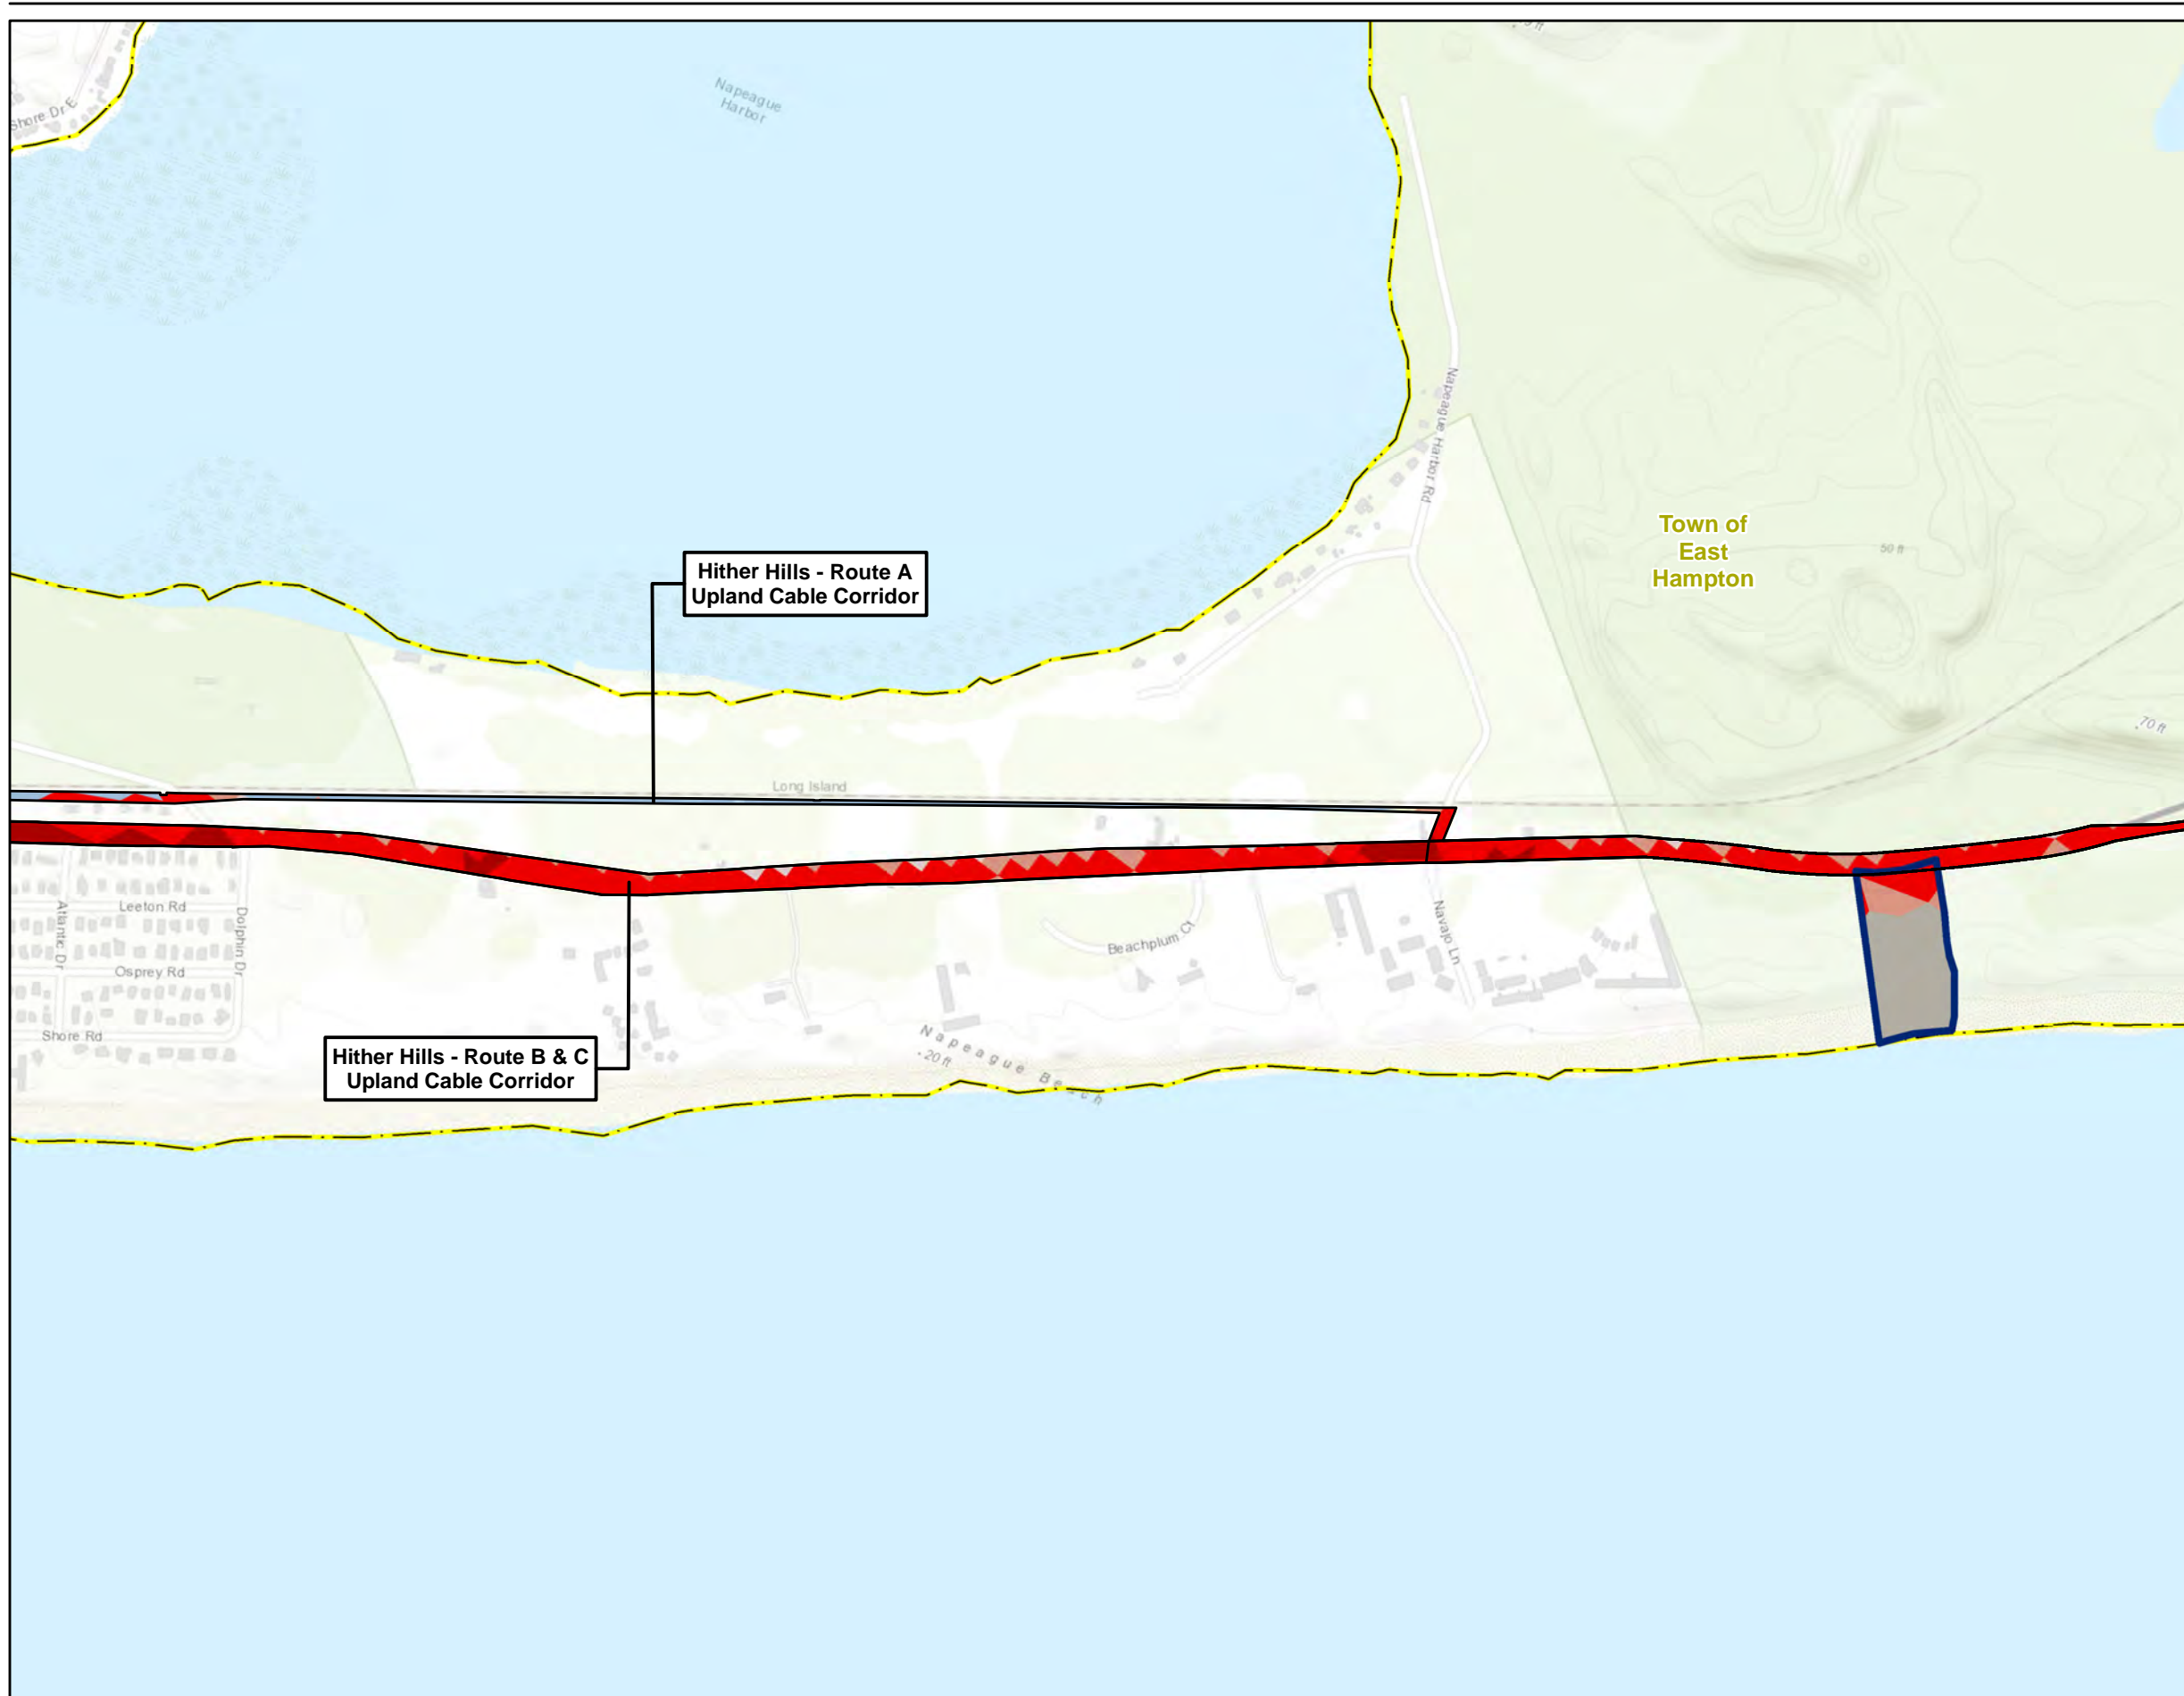 Shore Dr E
Napeague
Harbor
Napeague Harbor Rd
Town of
East
Hampton
50 ft
70 ft
Hither Hills - Route A
Upland Cable Corridor
Long Island
Leeton Rd
Atlantic Dr
Dolphin Dr
Osprey Rd
Shore Rd
Beachplum Ct
Navajo Ln
Napeague Beach
20 ft
Hither Hills - Route B & C
Upland Cable Corridor